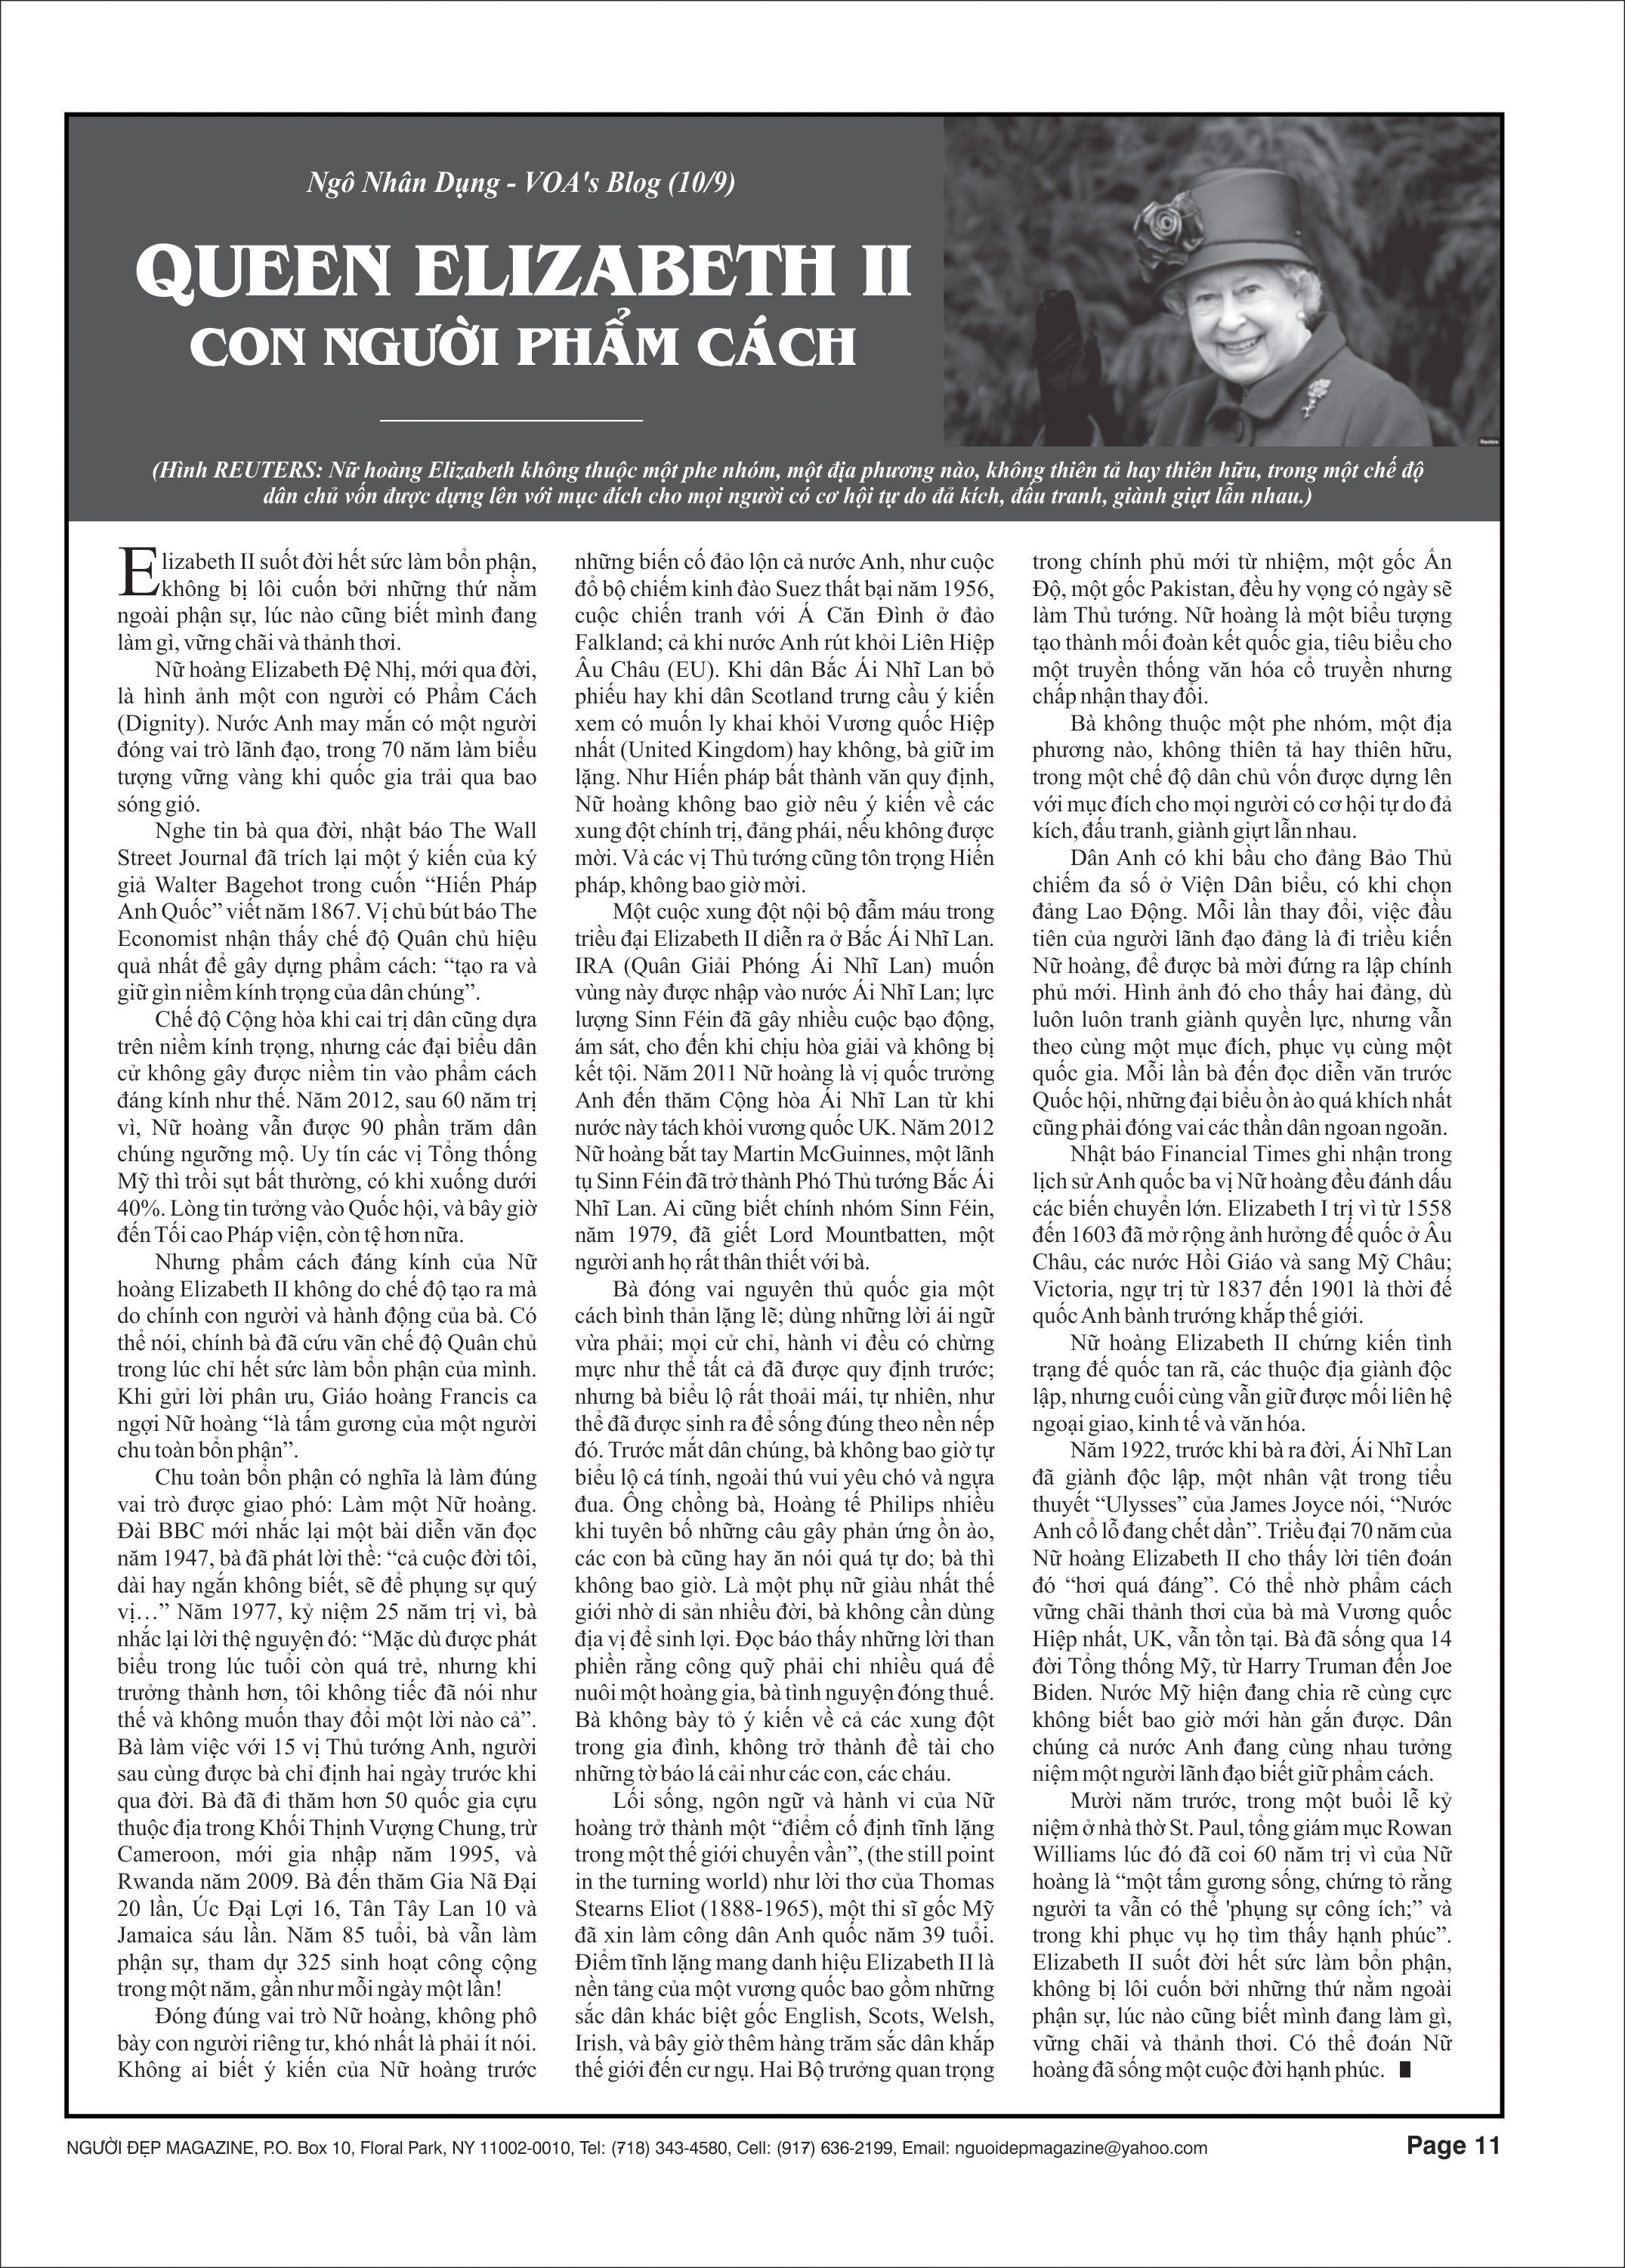 Ngô Nhân Dụng - VOA's Blog (10/9)
QUEEN ELIZABETH II
CON NGƯỜI PHẨM CÁCH
Reuters
(Hình REUTERS: Nữ hoàng Elizabeth không thuộc một phe nhóm, một địa phương nào, không thiên tả hay thiên hữu, trong một chế độ
dân chủ vốn được dựng lên với mục đích cho mọi người có cơ hội tự do đả kích, đấu tranh, giành giựt lẫn nhau.)
Elizabeth II suốt đời hết sức làm bổn phận,
không bị lôi cuốn bởi những thứ nằm
ngoài phận sự, lúc nào cũng biết mình đang
làm gì, vững chãi và thảnh thơi.
Nữ hoàng Elizabeth Đệ Nhị, mới qua đời,
là hình ảnh một con người có Phẩm Cách
(Dignity). Nước Anh may mắn có một người
đóng vai trò lãnh đạo, trong 70 năm làm biểu
tượng vững vàng khi quốc gia trải qua bao
sóng gió.
Nghe tin bà qua đời, nhật báo The Wall
Street Journal đã trích lại một ý kiến của ký
giả Walter Bagehot trong cuốn “Hiến Pháp
Anh Quốc” viết năm 1867. Vị chủ bút báo The
Economist nhận thấy chế độ Quân chủ hiệu
quả nhất để gây dựng phẩm cách: “tạo ra và
giữ gìn niềm kính trọng của dân chúng”.
Chế độ Cộng hòa khi cai trị dân cũng dựa
trên niềm kính trọng, nhưng các đại biểu dân
cử không gây được niềm tin vào phẩm cách
đáng kính như thế. Năm 2012, sau 60 năm trị
vì, Nữ hoàng vẫn được 90 phần trăm dân
chúng ngưỡng mộ. Uy tín các vị Tổng thống
Mỹ thì trồi sụt bất thường, có khi xuống dưới
40%. Lòng tin tưởng vào Quốc hội, và bây giờ
đến Tối cao Pháp viện, còn tệ hơn nữa.
Nhưng phẩm cách đáng kính của Nữ
hoàng Elizabeth II không do chế độ tạo ra mà
do chính con người và hành động của bà. Có
thể nói, chính bà đã cứu vãn chế độ Quân chủ
trong lúc chỉ hết sức làm bổn phận của mình.
Khi gửi lời phân ưu, Giáo hoàng Francis ca
ngợi Nữ hoàng “là tấm gương của một người
chu toàn bổn phận”.
Chu toàn bổn phận có nghĩa là làm đúng
vai trò được giao phó: Làm một Nữ hoàng.
Đài BBC mới nhắc lại một bài diễn văn đọc
năm 1947, bà đã phát lời thề: “cả cuộc đời tôi,
dài hay ngắn không biết, sẽ để phụng sự quý
vị…” Năm 1977, kỷ niệm 25 năm trị vì, bà
nhắc lại lời thệ nguyện đó: “Mặc dù được phát
biểu trong lúc tuổi còn quá trẻ, nhưng khi
trưởng thành hơn, tôi không tiếc đã nói như
thế và không muốn thay đổi một lời nào cả”.
Bà làm việc với 15 vị Thủ tướng Anh, người
sau cùng được bà chỉ định hai ngày trước khi
qua đời. Bà đã đi thăm hơn 50 quốc gia cựu
thuộc địa trong Khối Thịnh Vượng Chung, trừ
Cameroon, mới gia nhập năm 1995, và
Rwanda năm 2009. Bà đến thăm Gia Nã Đại
20 lần, Úc Đại Lợi 16, Tân Tây Lan 10 và
Jamaica sáu lần. Năm 85 tuổi, bà vẫn làm
phận sự, tham dự 325 sinh hoạt công cộng
trong một năm, gần như mỗi ngày một lần!
Đóng đúng vai trò Nữ hoàng, không phô
bày con người riêng tư, khó nhất là phải ít nói.
Không ai biết ý kiến của Nữ hoàng trước
những biến cố đảo lộn cả nước Anh, như cuộc
đổ bộ chiếm kinh đào Suez thất bại năm 1956,
cuộc chiến tranh với Á Căn Đình ở đảo
Falkland; cả khi nước Anh rút khỏi Liên Hiệp
Âu Châu (EU). Khi dân Bắc Ái Nhĩ Lan bỏ
phiếu hay khi dân Scotland trưng cầu ý kiến
xem có muốn ly khai khỏi Vương quốc Hiệp
nhất (United Kingdom) hay không, bà giữ im
lặng. Như Hiến pháp bất thành văn quy định,
Nữ hoàng không bao giờ nêu ý kiến về các
xung đột chính trị, đảng phái, nếu không được
mời. Và các vị Thủ tướng cũng tôn trọng Hiến
pháp, không bao giờ mời.
Một cuộc xung đột nội bộ đẫm máu trong
triều đại Elizabeth II diễn ra ở Bắc Ái Nhĩ Lan.
IRA (Quân Giải Phóng Ái Nhĩ Lan) muốn
vùng này được nhập vào nước Ái Nhĩ Lan; lực
lượng Sinn Féin đã gây nhiều cuộc bạo động,
ám sát, cho đến khi chịu hòa giải và không bị
kết tội. Năm 2011 Nữ hoàng là vị quốc trưởng
Anh đến thăm Cộng hòa Ái Nhĩ Lan từ khi
nước này tách khỏi vương quốc UK. Năm 2012
Nữ hoàng bắt tay Martin McGuinnes, một lãnh
tụ Sinn Féin đã trở thành Phó Thủ tướng Bắc Ái
Nhĩ Lan. Ai cũng biết chính nhóm Sinn Féin,
năm 1979, đã giết Lord Mountbatten, một
người anh họ rất thân thiết với bà.
Bà đóng vai nguyên thủ quốc gia một
cách bình thản lặng lẽ; dùng những lời ái ngữ
vừa phải; mọi cử chỉ, hành vi đều có chừng
mực như thể tất cả đã được quy định trước;
nhưng bà biểu lộ rất thoải mái, tự nhiên, như
thể đã được sinh ra để sống đúng theo nền nếp
đó. Trước mắt dân chúng, bà không bao giờ tự
biểu lộ cá tính, ngoài thú vui yêu chó và ngựa
đua. Ông chồng bà, Hoàng tế Philips nhiều
khi tuyên bố những câu gây phản ứng ồn ào,
các con bà cũng hay ăn nói quá tự do; bà thì
không bao giờ. Là một phụ nữ giàu nhất thế
giới nhờ di sản nhiều đời, bà không cần dùng
địa vị để sinh lợi. Đọc báo thấy những lời than
phiền rằng công quỹ phải chi nhiều quá để
nuôi một hoàng gia, bà tình nguyện đóng thuế.
Bà không bày tỏ ý kiến về cả các xung đột
trong gia đình, không trở thành đề tài cho
những tờ báo lá cải như các con, các cháu.
Lối sống, ngôn ngữ và hành vi của Nữ
hoàng trở thành một “điểm cố định tĩnh lặng
trong một thế giới chuyển vần”, (the still point
in the turning world) như lời thơ của Thomas
Stearns Eliot (1888-1965), một thi sĩ gốc Mỹ
đã xin làm công dân Anh quốc năm 39 tuổi.
Điểm tĩnh lặng mang danh hiệu Elizabeth II là
nền tảng của một vương quốc bao gồm những
sắc dân khác biệt gốc English, Scots, Welsh,
Irish, và bây giờ thêm hàng trăm sắc dân khắp
thế giới đến cư ngụ. Hai Bộ trưởng quan trọng
trong chính phủ mới từ nhiệm, một gốc Ấn
Độ, một gốc Pakistan, đều hy vọng có ngày sẽ
làm Thủ tướng. Nữ hoàng là một biểu tượng
tạo thành mối đoàn kết quốc gia, tiêu biểu cho
một truyền thống văn hóa cổ truyền nhưng
chấp nhận thay đổi.
Bà không thuộc một phe nhóm, một địa
phương nào, không thiên tả hay thiên hữu,
trong một chế độ dân chủ vốn được dựng lên
với mục đích cho mọi người có cơ hội tự do đả
kích, đấu tranh, giành giựt lẫn nhau.
Dân Anh có khi bầu cho đảng Bảo Thủ
chiếm đa số ở Viện Dân biểu, có khi chọn
đảng Lao Động. Mỗi lần thay đổi, việc đầu
tiên của người lãnh đạo đảng là đi triều kiến
Nữ hoàng, để được bà mời đứng ra lập chính
phủ mới. Hình ảnh đó cho thấy hai đảng, dù
luôn luôn tranh giành quyền lực, nhưng vẫn
theo cùng một mục đích, phục vụ cùng một
quốc gia. Mỗi lần bà đến đọc diễn văn trước
Quốc hội, những đại biểu ồn ào quá khích nhất
cũng phải đóng vai các thần dân ngoan ngoãn.
Nhật báo Financial Times ghi nhận trong
lịch sử Anh quốc ba vị Nữ hoàng đều đánh dấu
các biến chuyển lớn. Elizabeth I trị vì từ 1558
đến 1603 đã mở rộng ảnh hưởng đế quốc ở Âu
Châu, các nước Hồi Giáo và sang Mỹ Châu;
Victoria, ngự trị từ 1837 đến 1901 là thời đế
quốc Anh bành trướng khắp thế giới.
Nữ hoàng Elizabeth II chứng kiến tình
trạng đế quốc tan rã, các thuộc địa giành độc
lập, nhưng cuối cùng vẫn giữ được mối liên hệ
ngoại giao, kinh tế và văn hóa.
Năm 1922, trước khi bà ra đời, Ái Nhĩ Lan
đã giành độc lập, một nhân vật trong tiểu
thuyết “Ulysses” của James Joyce nói, “Nước
Anh cổ lỗ đang chết dần”. Triều đại 70 năm của
Nữ hoàng Elizabeth II cho thấy lời tiên đoán
đó “hơi quá đáng”. Có thể nhờ phẩm cách
vững chãi thảnh thơi của bà mà Vương quốc
Hiệp nhất, UK, vẫn tồn tại. Bà đã sống qua 14
đời Tổng thống Mỹ, từ Harry Truman đến Joe
Biden. Nước Mỹ hiện đang chia rẽ cùng cực
không biết bao giờ mới hàn gắn được. Dân
chúng cả nước Anh đang cùng nhau tưởng
niệm một người lãnh đạo biết giữ phẩm cách.
Mười năm trước, trong một buổi lễ kỷ
niệm ở nhà thờ St. Paul, tổng giám mục Rowan
Williams lúc đó đã coi 60 năm trị vì của Nữ
hoàng là “một tấm gương sống, chứng tỏ rằng
người ta vẫn có thể 'phụng sự công ích;” và
trong khi phục vụ họ tìm thấy hạnh phúc”.
Elizabeth II suốt đời hết sức làm bổn phận,
không bị lôi cuốn bởi những thứ nằm ngoài
phận sự, lúc nào cũng biết mình đang làm gì,
vững chãi và thảnh thơi. Có thể đoán Nữ
hoàng đã sống một cuộc đời hạnh phúc.
NGƯỜI ĐẸP MAGAZINE, P.O. Box 10, Floral Park, NY 11002-0010, Tel: (718) 343-4580, Cell: (917) 636-2199, Email: nguoidepmagazine@yahoo.com
Page 11